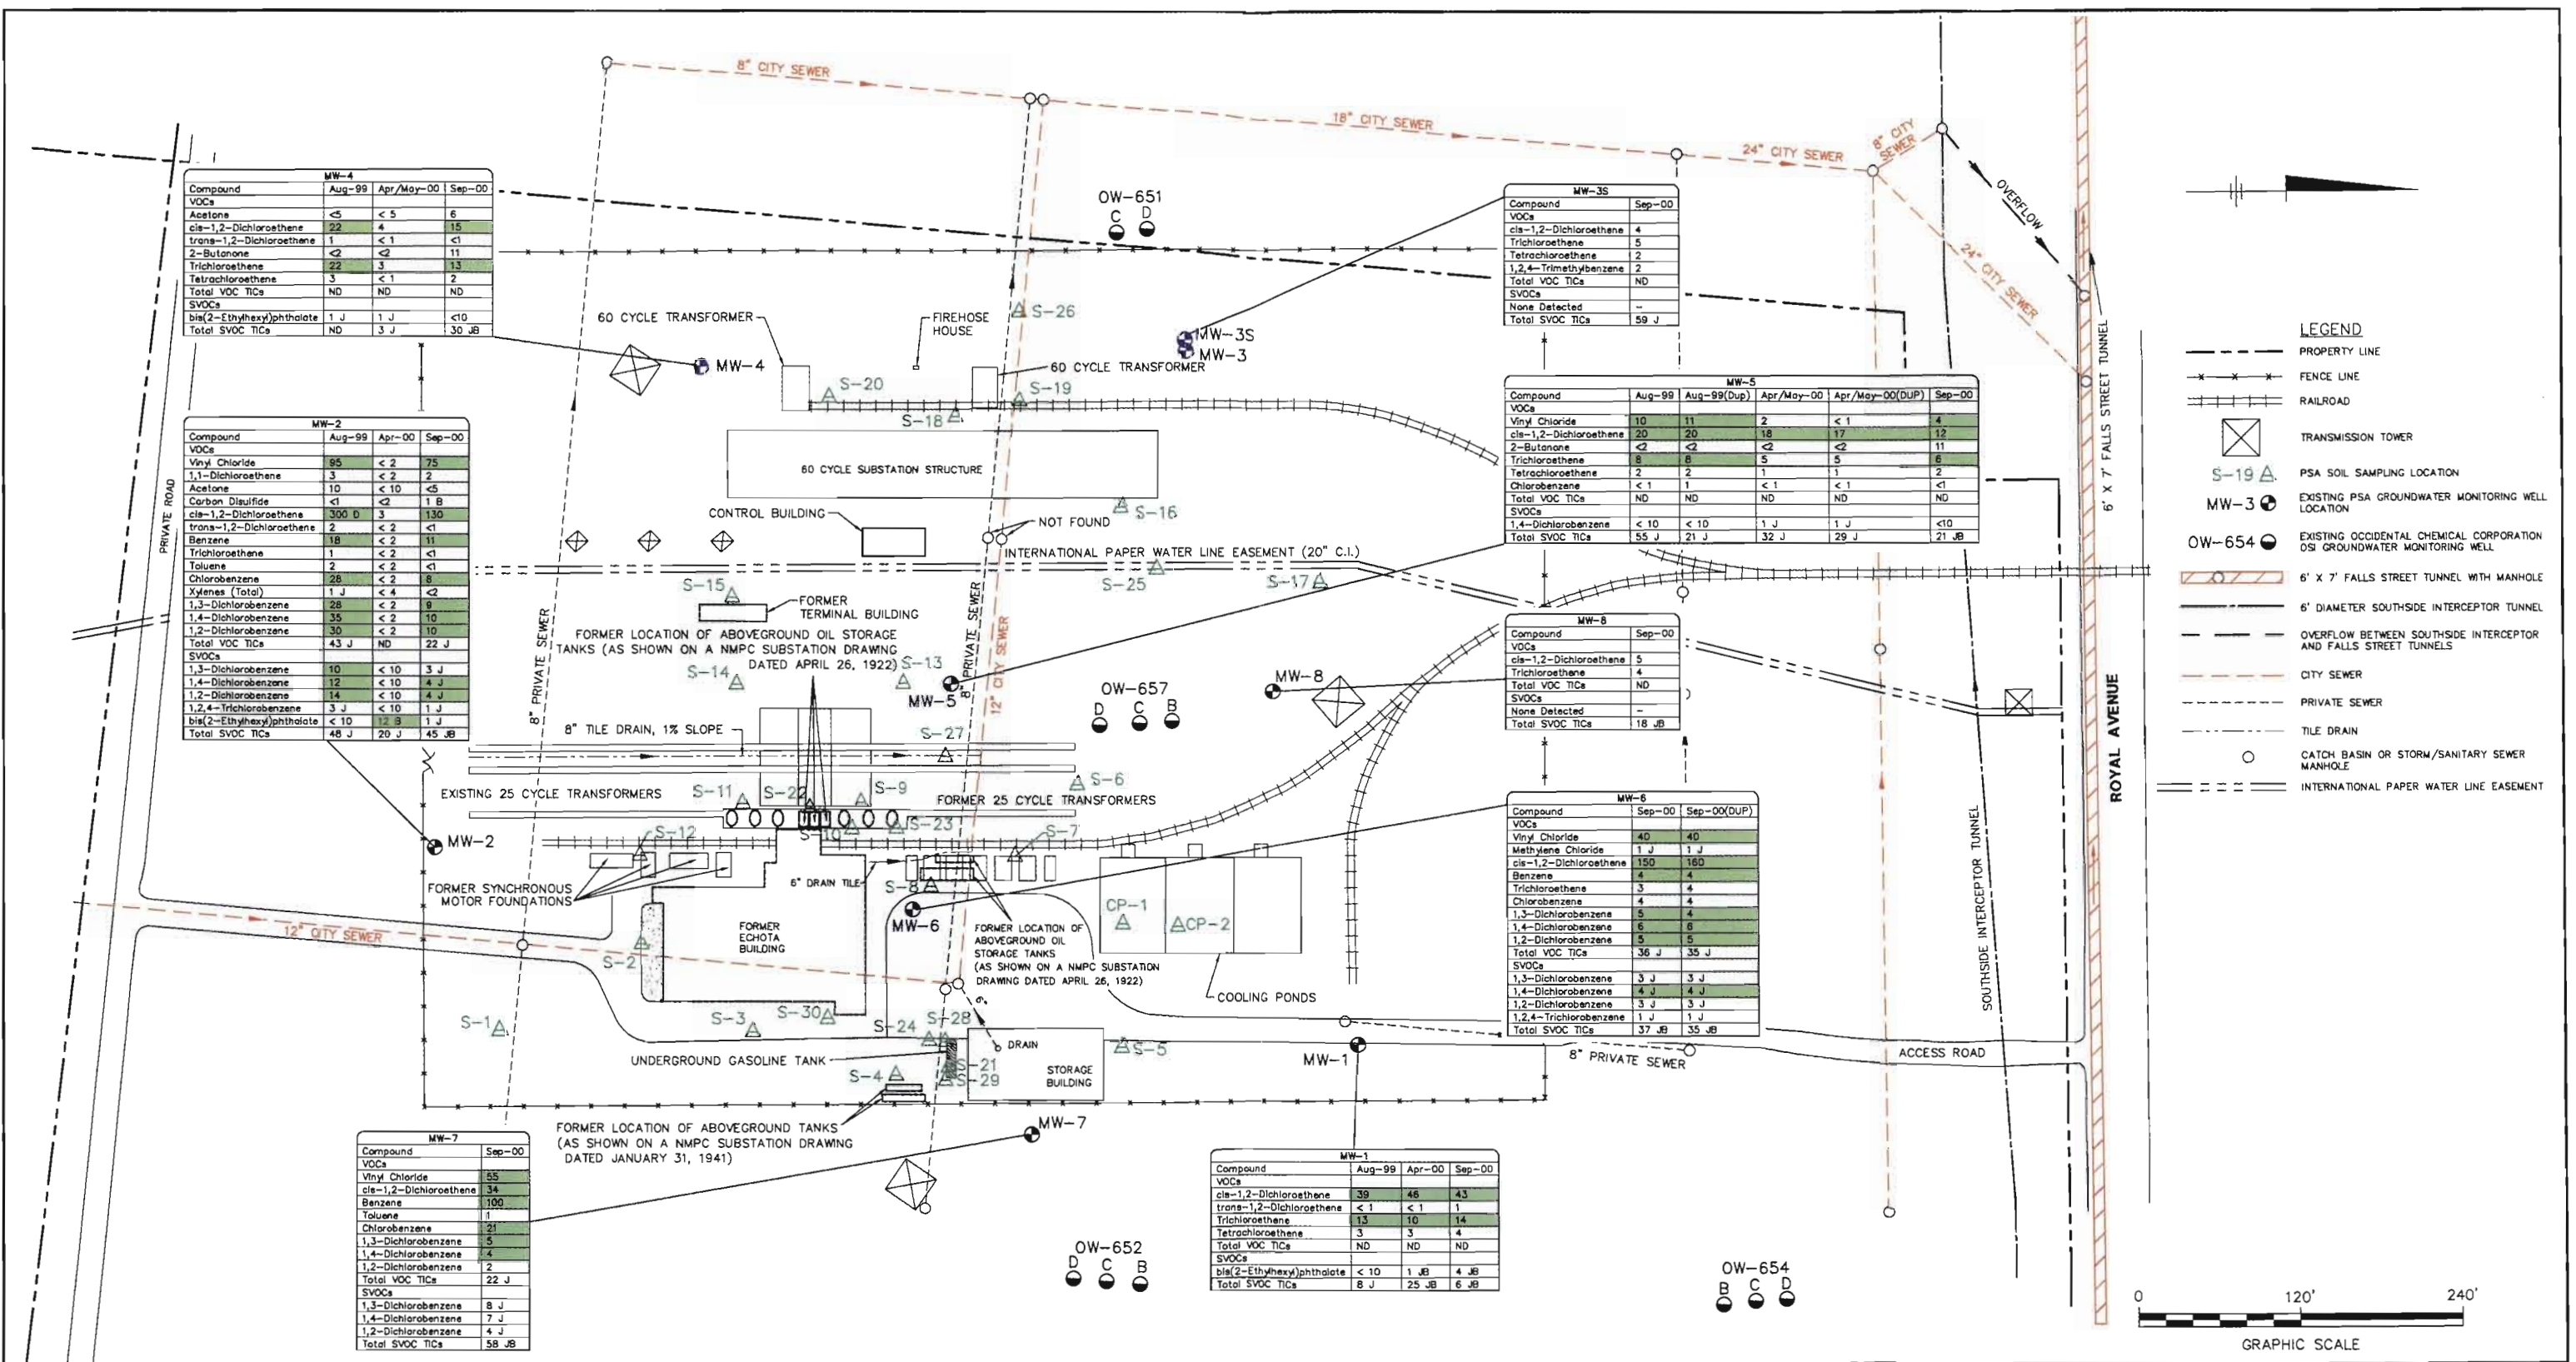 8" CITY SEWER
18" CITY SEWER
24" CITY SEWER
8" CITY
SEWER
OVERFLOW
24" CITY SEWER
6' X 7' FALLS STREET TUNNEL
ROYAL AVENUE
MW-4
Compound Aug-99 Apr/May-00 Sep-00
VOCs
Acetone <5 < 5 6
cis-1,2-Dichloroethene 22 4 15
trans-1,2-Dichloroethene 1 < 1 <1
2-Butanone <2 <2 11
Trichloroethene 22 3 13
Tetrachloroethene 3 < 1 2
Total VOC TICs ND ND ND
SVOCs
bis(2-Ethylhexyl)phthalate 1 J 1 J <10
Total SVOC TICs ND 3 J 30 JB
MW-2
Compound Aug-99 Apr-00 Sep-00
VOCs
Vinyl Chloride 95 < 2 75
1,1-Dichloroethene 3 < 2 2
Acetone 10 < 10 <5
Carbon Disulfide <1 <2 1 B
cis-1,2-Dichloroethene 300 D 3 130
trans-1,2-Dichloroethene 2 < 2 <1
Benzene 18 < 2 11
Trichloroethene 1 < 2 <1
Toluene 2 < 2 <1
Chlorobenzene 28 < 2 8
Xylenes (Total) 1 J < 4 <2
1,3-Dichlorobenzene 28 < 2 9
1,4-Dichlorobenzene 35 < 2 10
1,2-Dichlorobenzene 30 < 2 10
Total VOC TICs 43 J ND 22 J
SVOCs
1,3-Dichlorobenzene 10 < 10 3 J
1,4-Dichlorobenzene 12 < 10 4 J
1,2-Dichlorobenzene 14 < 10 4 J
1,2,4-Trichlorobenzene 3 J < 10 1 J
bis(2-Ethylhexyl)phthalate < 10 12 B 1 J
Total SVOC TICs 48 J 20 J 45 JB
MW-3S
Compound Sep-00
VOCs
cis-1,2-Dichloroethene 4
Trichloroethene 5
Tetrachloroethene 2
1,2,4-Trimethylbenzene 2
Total VOC TICs ND
SVOCs
None Detected --
Total SVOC TICs 59 J
MW-5
Compound Aug-99 Aug-99(Dup) Apr/May-00 Apr/May-00(DUP) Sep-00
VOCs
Vinyl Chloride 10 11 2 < 1 4
cis-1,2-Dichloroethene 20 20 18 17 12
2-Butanone <2 <2 <2 <2 11
Trichloroethene 8 8 5 5 6
Tetrachloroethene 2 2 1 1 2
Chlorobenzene < 1 1 < 1 < 1 <1
Total VOC TICs ND ND ND ND ND
SVOCs
1,4-Dichlorobenzene < 10 < 10 1 J 1 J <10
Total SVOC TICs 55 J 21 J 32 J 29 J 21 JB
MW-8
Compound Sep-00
VOCs
cis-1,2-Dichloroethene 5
Trichloroethene 4
Total VOC TICs ND
SVOCs
None Detected --
Total SVOC TICs 18 JB
MW-6
Compound Sep-00 Sep-00(DUP)
VOCs
Vinyl Chloride 40 40
Methylene Chloride 1 J 1 J
cis-1,2-Dichloroethene 150 160
Benzene 4 4
Trichloroethene 3 4
Chlorobenzene 4 4
1,3-Dichlorobenzene 5 4
1,4-Dichlorobenzene 6 6
1,2-Dichlorobenzene 5 5
Total VOC TICs 36 J 35 J
SVOCs
1,3-Dichlorobenzene 3 J 3 J
1,4-Dichlorobenzene 4 J 4 J
1,2-Dichlorobenzene 3 J 3 J
1,2,4-Trichlorobenzene 1 J 1 J
Total SVOC TICs 37 JB 35 JB
MW-7
Compound Sep-00
VOCs
Vinyl Chloride 55
cis-1,2-Dichloroethene 34
Benzene 100
Toluene 1
Chlorobenzene 21
1,3-Dichlorobenzene 5
1,4-Dichlorobenzene 4
1,2-Dichlorobenzene 2
Total VOC TICs 22 J
SVOCs
1,3-Dichlorobenzene 8 J
1,4-Dichlorobenzene 7 J
1,2-Dichlorobenzene 4 J
Total SVOC TICs 58 JB
MW-1
Compound Aug-99 Apr-00 Sep-00
VOCs
cis-1,2-Dichloroethene 39 46 43
trans-1,2-Dichloroethene < 1 < 1 1
Trichloroethene 13 10 14
Tetrachloroethene 3 3 4
Total VOC TICs ND ND ND
SVOCs
bis(2-Ethylhexyl)phthalate < 10 1 JB 4 JB
Total SVOC TICs 8 J 25 JB 6 JB
OW-651
C D
S-26
60 CYCLE TRANSFORMER
FIREHOSE
HOUSE
MW-3S
MW-3
MW-4
60 CYCLE TRANSFORMER
S-20
S-19
S-18
60 CYCLE SUBSTATION STRUCTURE
S-16
CONTROL BUILDING
NOT FOUND
INTERNATIONAL PAPER WATER LINE EASEMENT (20" C.I.)
S-15
S-25
S-17
FORMER
TERMINAL BUILDING
FORMER LOCATION OF ABOVEGROUND OIL STORAGE
TANKS (AS SHOWN ON A NMPC SUBSTATION DRAWING
DATED APRIL 26, 1922)
S-13
S-14
MW-5
8" PRIVATE SEWER
8" PRIVATE SEWER
PRIVATE SEWER
12" CITY SEWER
CITY SEWER
PRIVATE ROAD
OW-657
D C B
MW-8
8" TILE DRAIN, 1% SLOPE
S-27
S-6
EXISTING 25 CYCLE TRANSFORMERS
S-11
S-22
S-9
FORMER 25 CYCLE TRANSFORMERS
S-12
S-10
S-23
S-7
MW-2
FORMER SYNCHRONOUS
MOTOR FOUNDATIONS
6" DRAIN TILE
S-8
MW-6
FORMER
ECHOTA
BUILDING
FORMER LOCATION OF
ABOVEGROUND OIL
STORAGE TANKS
(AS SHOWN ON A NMPC SUBSTATION
DRAWING DATED APRIL 26, 1922)
CP-1
CP-2
COOLING PONDS
12" CITY SEWER
S-2
S-1
S-3
S-30
S-24
S-28
6"
DRAIN
UNDERGROUND GASOLINE TANK
S-21
S-4
S-29
STORAGE
BUILDING
S-5
MW-1
8" PRIVATE SEWER
ACCESS ROAD
SOUTHSIDE INTERCEPTOR TUNNEL
MW-7
FORMER LOCATION OF ABOVEGROUND TANKS
(AS SHOWN ON A NMPC SUBSTATION DRAWING
DATED JANUARY 31, 1941)
OW-652
D C B
OW-654
B C D
LEGEND
PROPERTY LINE
FENCE LINE
RAILROAD
TRANSMISSION TOWER
S-19 PSA SOIL SAMPLING LOCATION
MW-3 EXISTING PSA GROUNDWATER MONITORING WELL
LOCATION
OW-654 EXISTING OCCIDENTAL CHEMICAL CORPORATION
OSI GROUNDWATER MONITORING WELL
6' X 7' FALLS STREET TUNNEL WITH MANHOLE
6' DIAMETER SOUTHSIDE INTERCEPTOR TUNNEL
OVERFLOW BETWEEN SOUTHSIDE INTERCEPTOR
AND FALLS STREET TUNNELS
CITY SEWER
PRIVATE SEWER
TILE DRAIN
CATCH BASIN OR STORM/SANITARY SEWER
MANHOLE
INTERNATIONAL PAPER WATER LINE EASEMENT
0 120' 240'
GRAPHIC SCALE